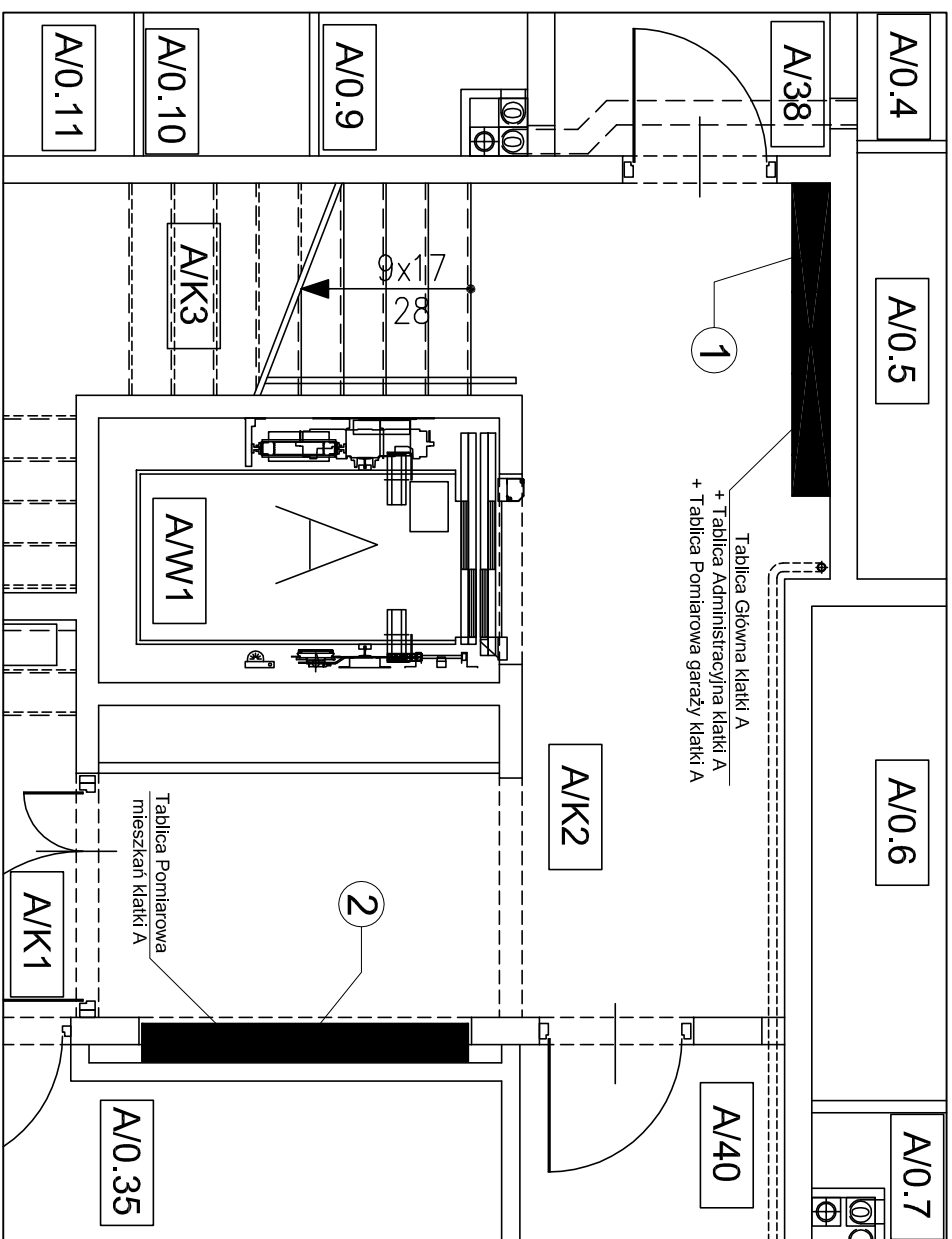 A/0.4
A/38
A/0.9
A/0.10
A/0.11
A/0.5
1
9x17
28
A/K3
Tablica Główna klatki A
+ Tablica Administracyjna klatki A
+ Tablica Pomiarowa garaży klatki A
A
A/W1
A/0.6
A/K2
2
Tablica Pomiarowa
mieszkań klatki A
A/K1
A/0.7
A/40
A/0.35